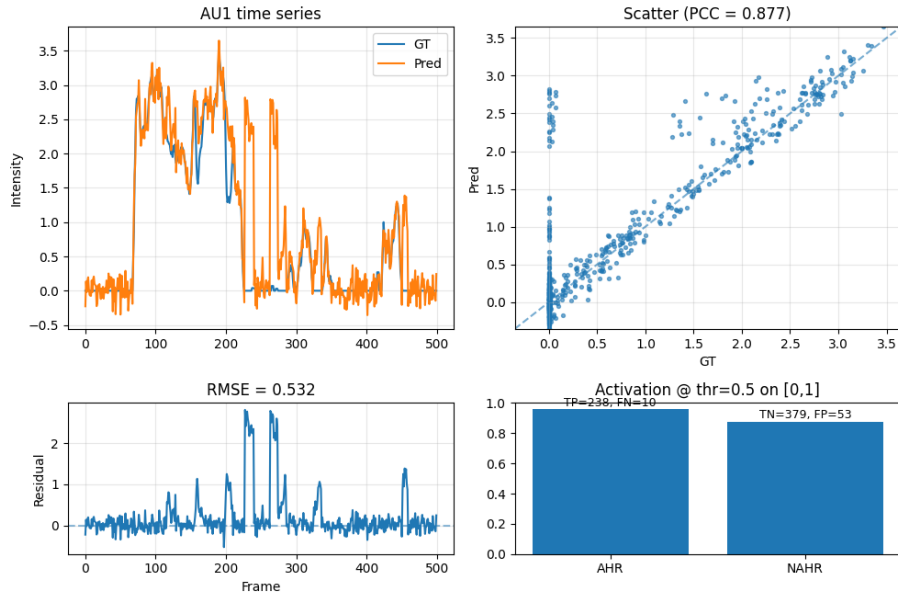 AU1 time series
GT
Pred
Intensity
3.5
3.0
2.5
2.0
1.5
1.0
0.5
0.0
−0.5
0 100 200 300 400 500
Scatter (PCC = 0.877)
Pred
3.5
3.0
2.5
2.0
1.5
1.0
0.5
0.0
0.0 0.5 1.0 1.5 2.0 2.5 3.0 3.5
GT
RMSE = 0.532
Residual
2
1
0
0 100 200 300 400 500
Frame
Activation @ thr=0.5 on [0,1]
TP=238, FN=10
TN=379, FP=53
1.0
0.8
0.6
0.4
0.2
0.0
AHR NAHR